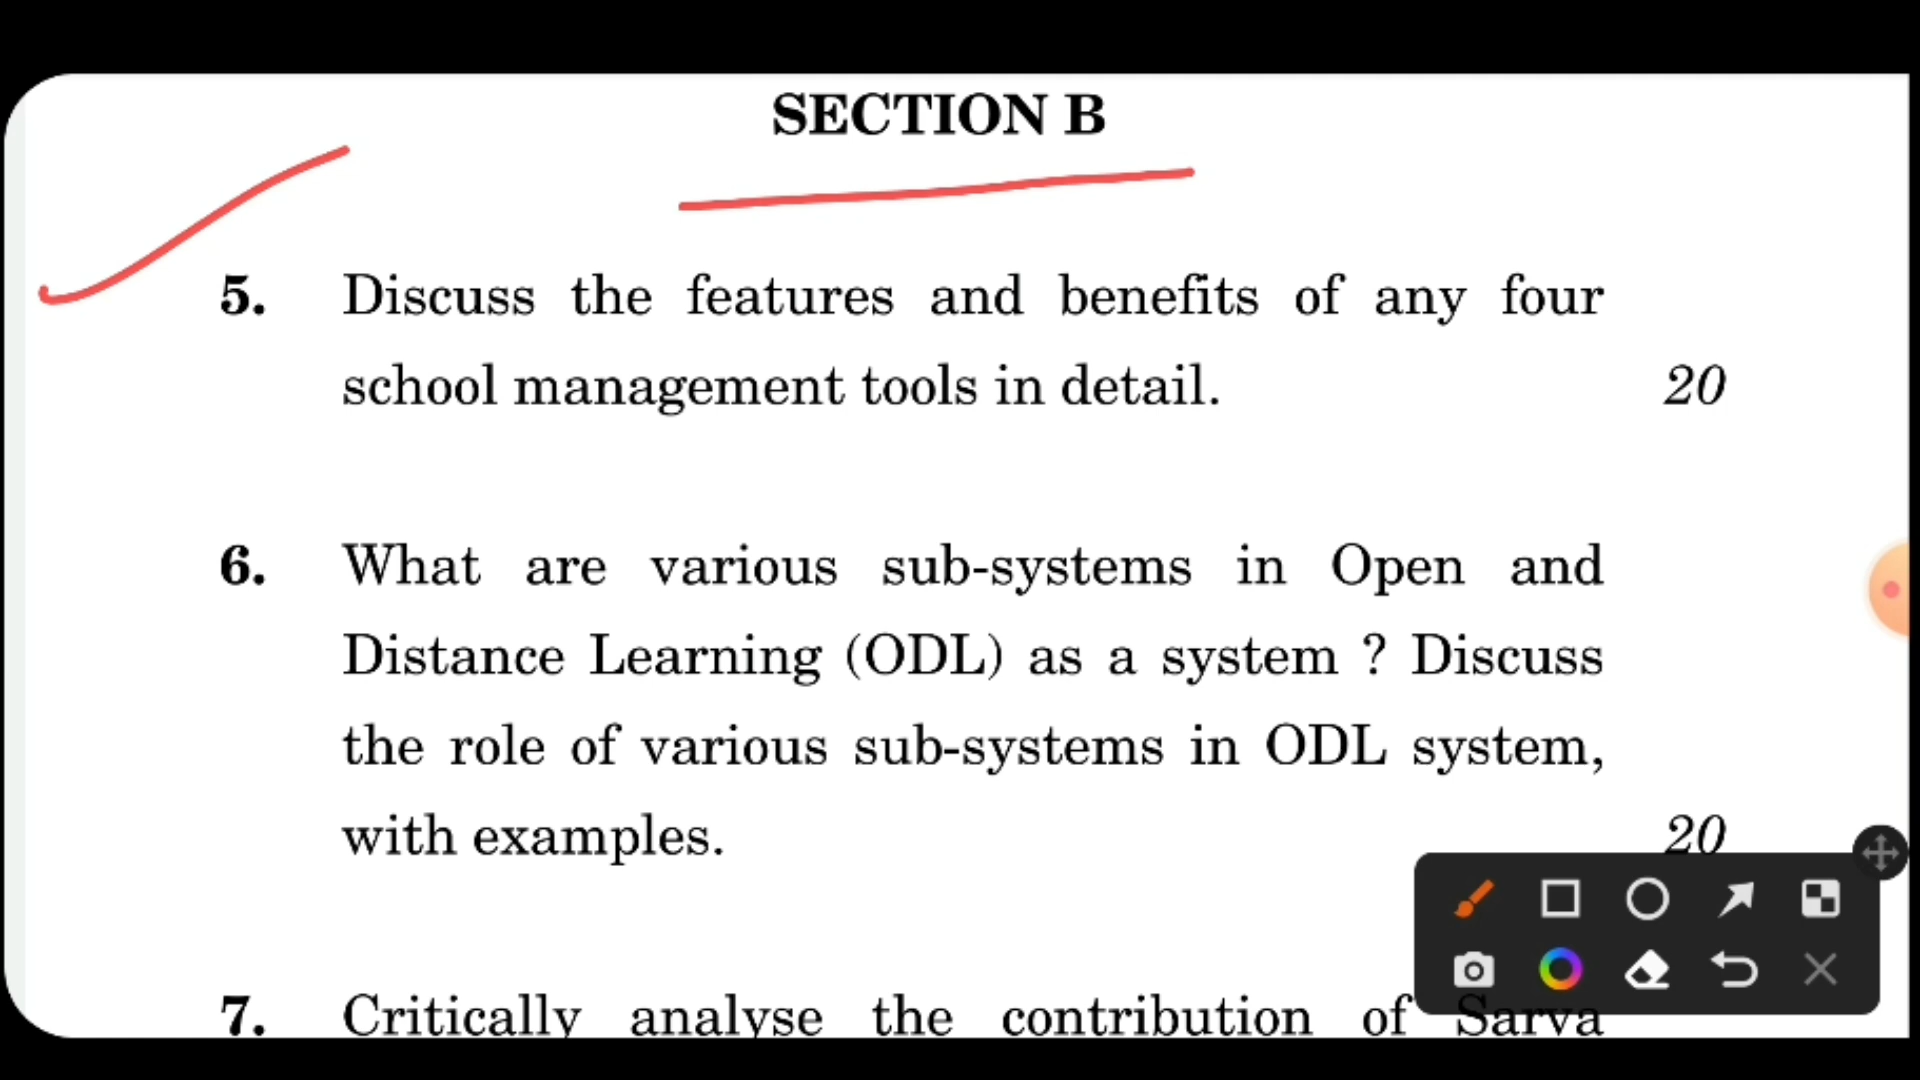 SECTION B
5. Discuss the features and benefits of any four
school management tools in detail. 20
6. What are various sub-systems in Open and
Distance Learning (ODL) as a system ? Discuss
the role of various sub-systems in ODL system,
with examples. 20
7. Critically analyse the contribution of Sarva